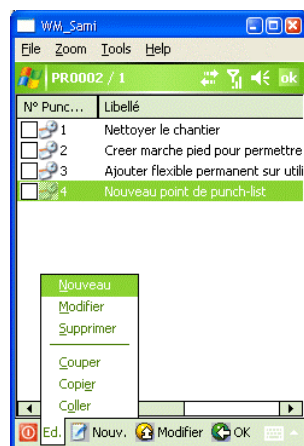 WM_Sami
File Zoom Tools Help
PR0002 / 1 ok
N° Punc... Libellé
1 Nettoyer le chantier
2 Creer marche pied pour permettre
3 Ajouter flexible permanent sur utili
4 Nouveau point de punch-list
Nouveau
Modifier
Supprimer
Couper
Copier
Coller
Ed. Nouv. Modifier OK